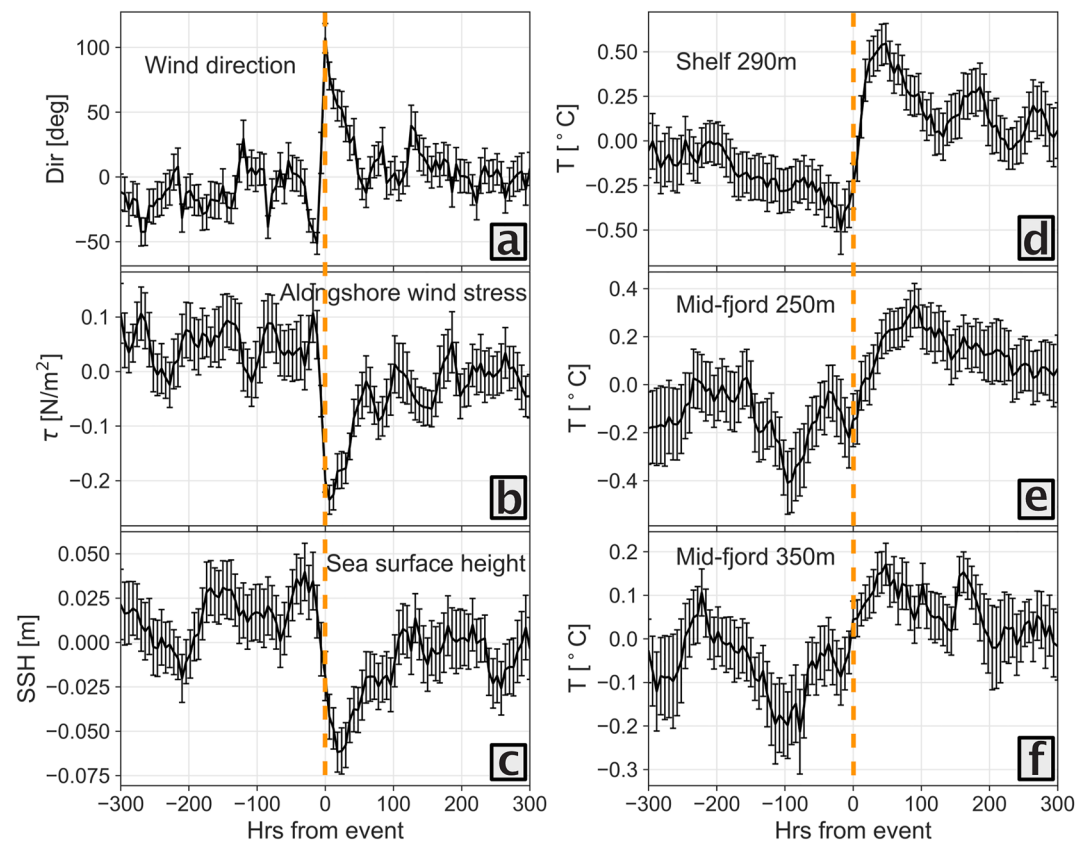 Wind direction
Dir [deg]
100
50
0
−50
a
Alongshore wind stress
τ [N/m²]
0.1
0.0
−0.1
−0.2
b
Sea surface height
SSH [m]
0.050
0.025
0.000
−0.025
−0.050
−0.075
c
−300 −200 −100 0 100 200 300
Hrs from event
Shelf 290m
T [°C]
0.50
0.25
0.00
−0.25
−0.50
d
Mid-fjord 250m
T [°C]
0.4
0.2
0.0
−0.2
−0.4
e
Mid-fjord 350m
T [°C]
0.2
0.1
0.0
−0.1
−0.2
−0.3
f
−300 −200 −100 0 100 200 300
Hrs from event